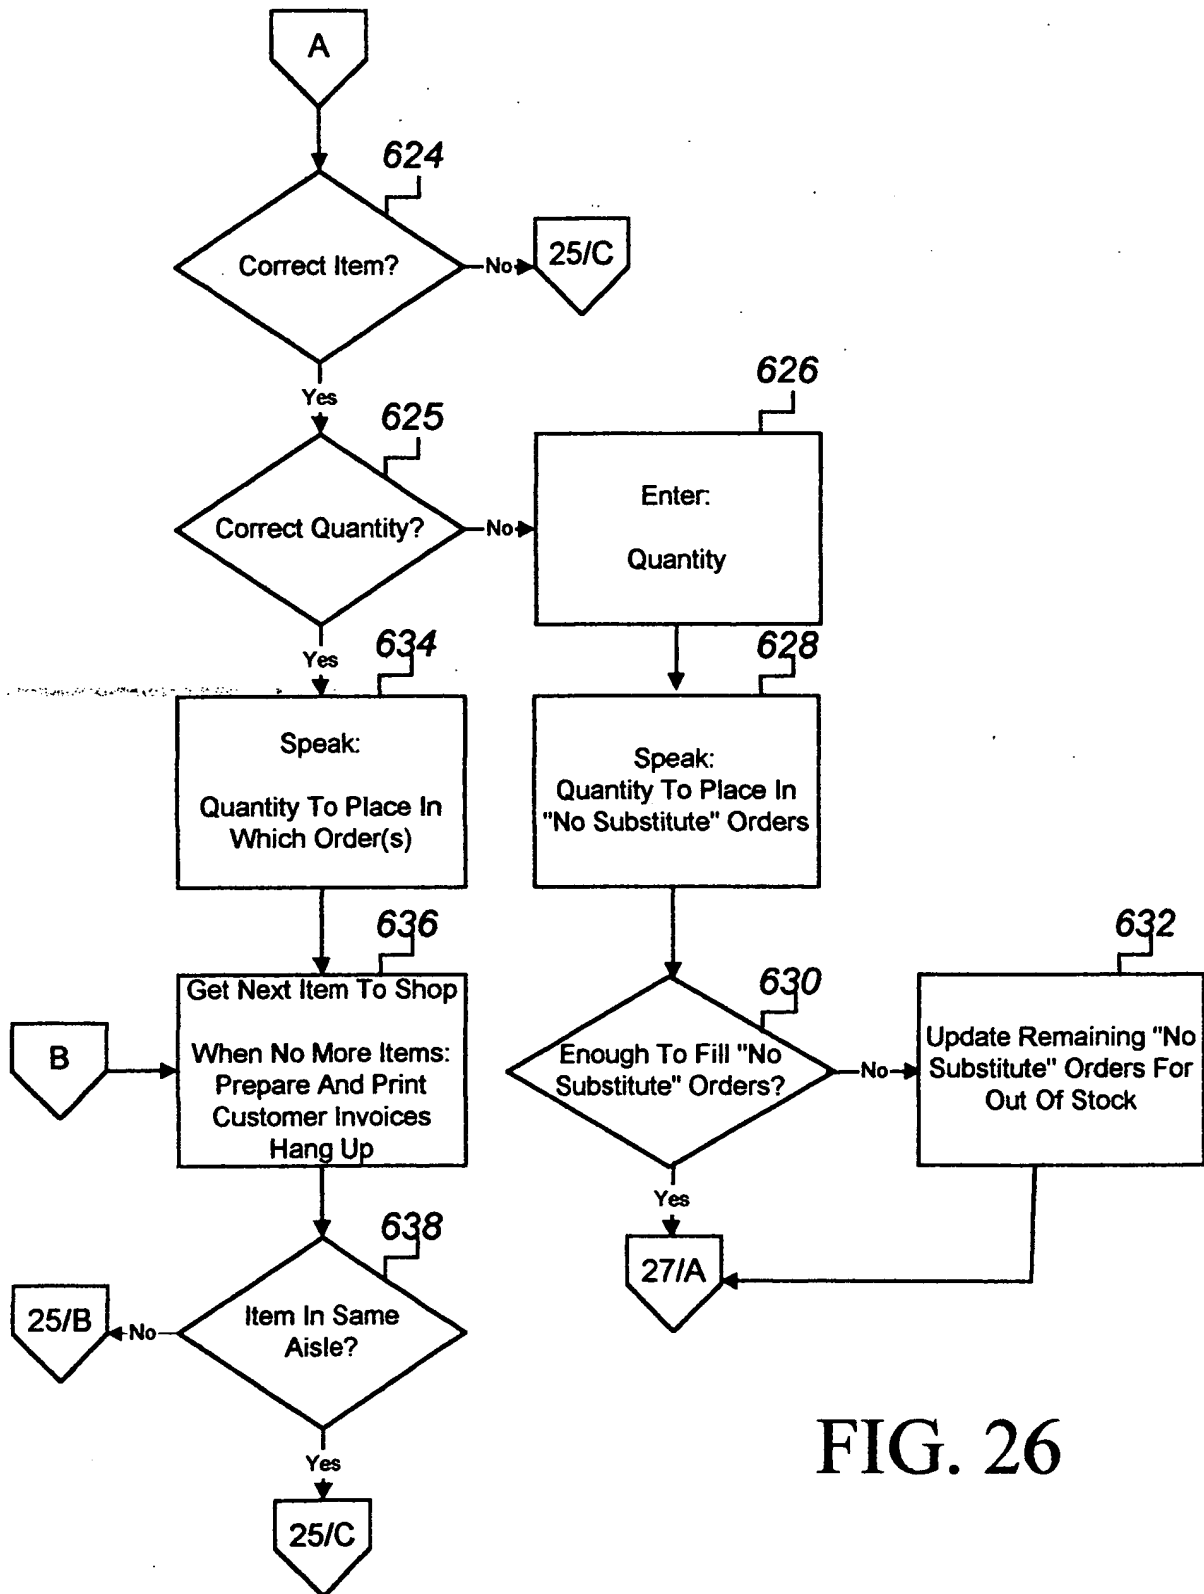 A
624
Correct Item?
No
25/C
Yes
625
Correct Quantity?
No
626
Enter:
Quantity
Yes
634
Speak:
Quantity To Place In
Which Order(s)
628
Speak:
Quantity To Place In
"No Substitute" Orders
636
Get Next Item To Shop
When No More Items:
Prepare And Print
Customer Invoices
Hang Up
B
630
Enough To Fill "No
Substitute" Orders?
No
632
Update Remaining "No
Substitute" Orders For
Out Of Stock
Yes
27/A
638
Item In Same
Aisle?
No
25/B
Yes
25/C
FIG. 26